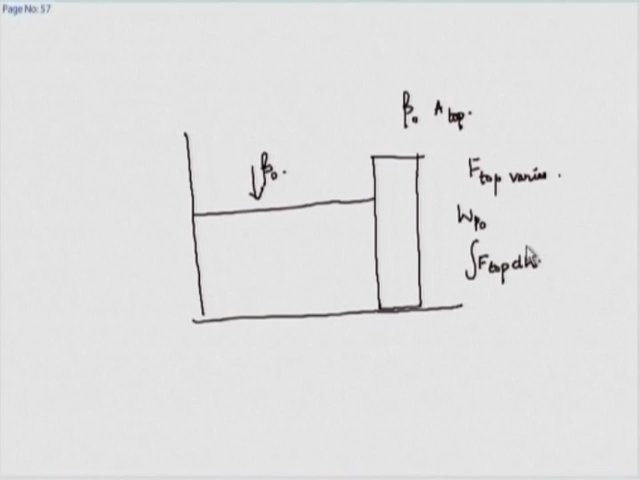 Page No: 57
p₀ A top.
p₀.
F top varies .
W p₀
∫F top dh.